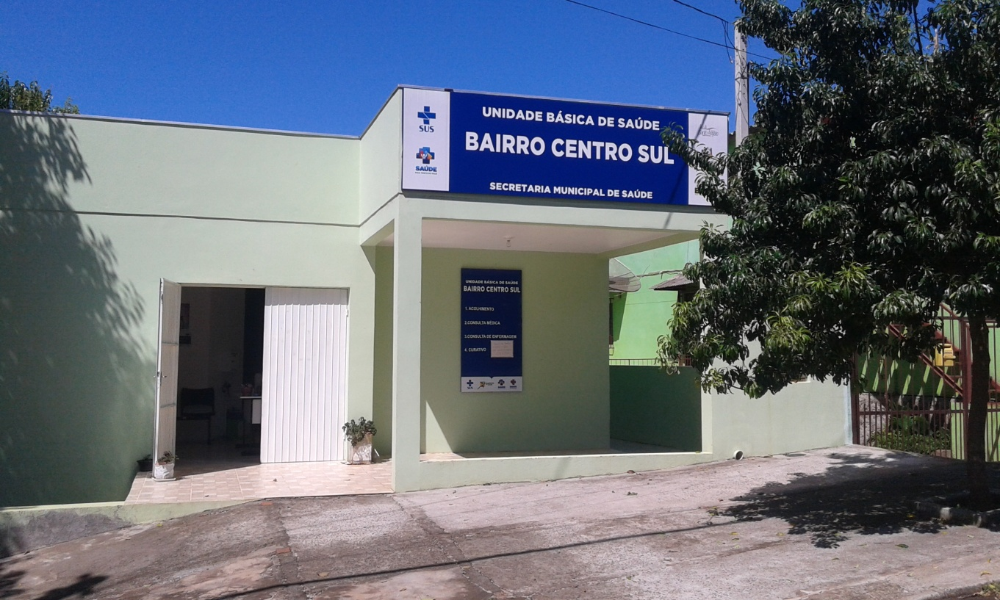 SUS
SAÚDE
UNIDADE BÁSICA DE SAÚDE
BAIRRO CENTRO SUL
SECRETARIA MUNICIPAL DE SAÚDE
UNIDADE BÁSICA DE SAÚDE
BAIRRO CENTRO SUL
1. ACOLHIMENTO
2.CONSULTA MÉDICA
3.CONSULTA DE ENFERMAGEM
4. CURATIVO
SUS